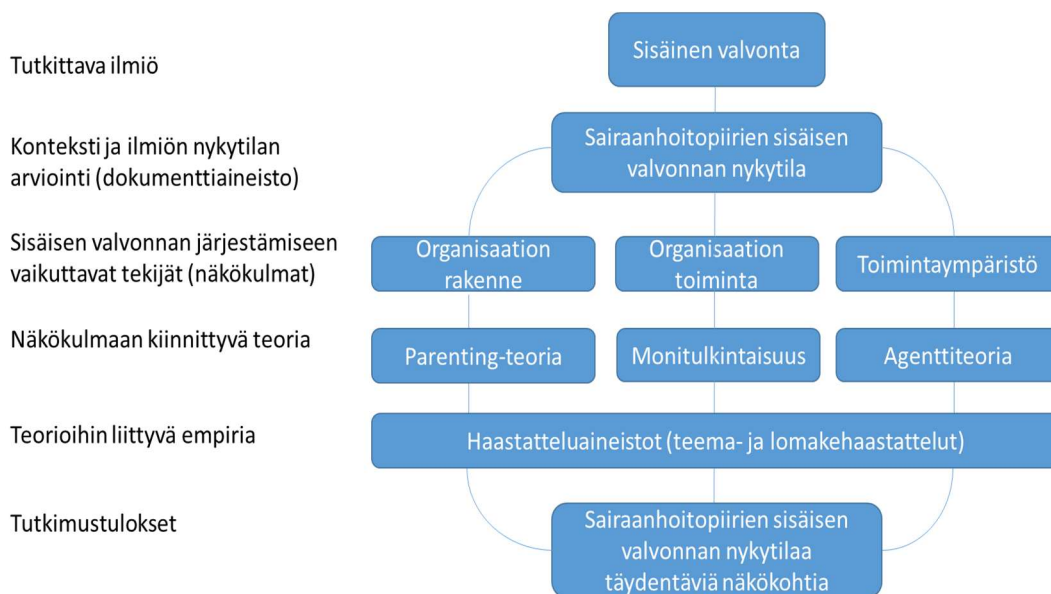 Tutkittava ilmiö
Sisäinen valvonta
Konteksti ja ilmiön nykytilan
arviointi (dokumenttiaineisto)
Sairaanhoitopiirien sisäisen
valvonnan nykytila
Sisäisen valvonnan järjestämiseen
vaikuttavat tekijät (näkökulmat)
Organisaation
rakenne
Organisaation
toiminta
Toimintaympäristö
Näkökulmaan kiinnittyvä teoria
Parenting-teoria
Monitulkintaisuus
Agenttiteoria
Teorioihin liittyvä empiria
Haastatteluaineistot (teema- ja lomakehaastattelut)
Tutkimustulokset
Sairaanhoitopiirien sisäisen
valvonnan nykytilaa
täydentäviä näkökohtia